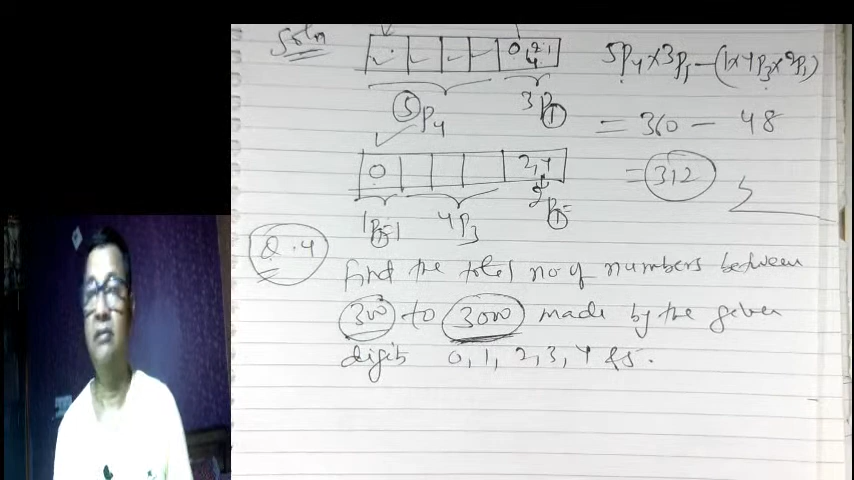 Soln
0, 2, 4
5P4 × 3P1 - (1 × 4P3 × 2P1)
5P4 3P1
= 360 - 48
0 2, 4
= 312
1P1 = 1 4P3 2P1 =
Q.4
Find the total no of numbers between
300 to 3000 made by the given
digits 0, 1, 2, 3, 4 & 5.